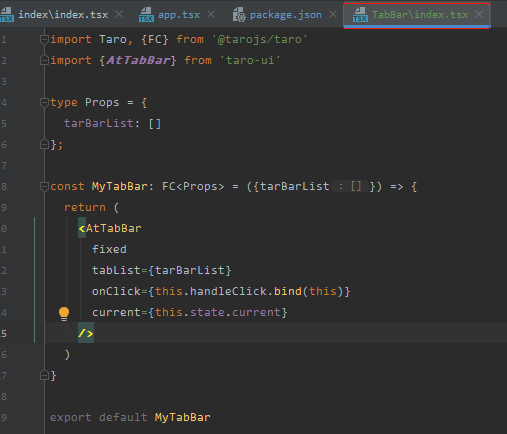 index\index.tsx app.tsx package.json TabBar\index.tsx
1 import Taro, {FC} from '@tarojs/taro'
2 import {AtTabBar} from 'taro-ui'
3
4 type Props = {
5 tarBarList: []
6 };
7
8 const MyTabBar: FC<Props> = ({tarBarList : [] }) => {
9 return (
0 <AtTabBar
1 fixed
2 tabList={tarBarList}
3 onClick={this.handleClick.bind(this)}
4 current={this.state.current}
5 />
6 )
7 }
8
9 export default MyTabBar